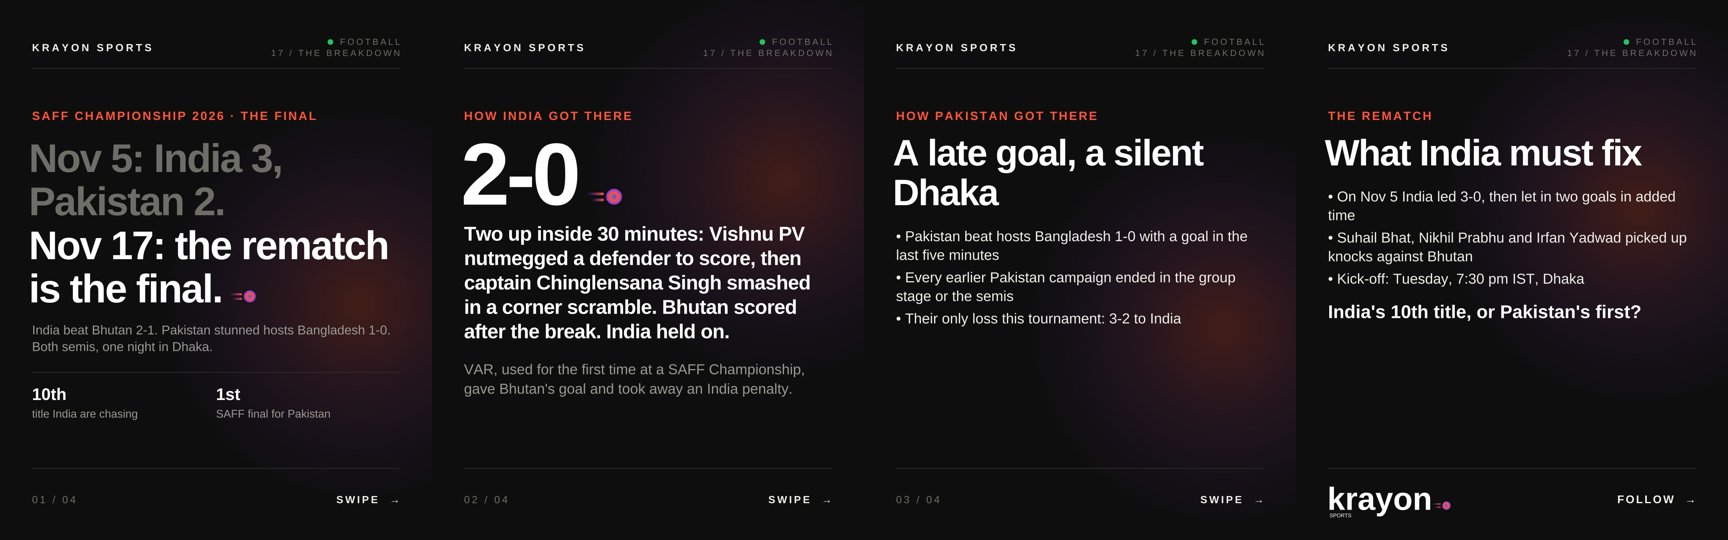 KRAYON SPORTS
FOOTBALL
17 / THE BREAKDOWN
SAFF CHAMPIONSHIP 2026 · THE FINAL
Nov 5: India 3,
Pakistan 2.
Nov 17: the rematch
is the final.
India beat Bhutan 2-1. Pakistan stunned hosts Bangladesh 1-0.
Both semis, one night in Dhaka.
10th
title India are chasing
1st
SAFF final for Pakistan
01 / 04
SWIPE →
KRAYON SPORTS
FOOTBALL
17 / THE BREAKDOWN
HOW INDIA GOT THERE
2-0
Two up inside 30 minutes: Vishnu PV
nutmegged a defender to score, then
captain Chinglensana Singh smashed
in a corner scramble. Bhutan scored
after the break. India held on.
VAR, used for the first time at a SAFF Championship,
gave Bhutan's goal and took away an India penalty.
02 / 04
SWIPE →
KRAYON SPORTS
FOOTBALL
17 / THE BREAKDOWN
HOW PAKISTAN GOT THERE
A late goal, a silent
Dhaka
• Pakistan beat hosts Bangladesh 1-0 with a goal in the
last five minutes
• Every earlier Pakistan campaign ended in the group
stage or the semis
• Their only loss this tournament: 3-2 to India
03 / 04
SWIPE →
KRAYON SPORTS
FOOTBALL
17 / THE BREAKDOWN
THE REMATCH
What India must fix
• On Nov 5 India led 3-0, then let in two goals in added
time
• Suhail Bhat, Nikhil Prabhu and Irfan Yadwad picked up
knocks against Bhutan
• Kick-off: Tuesday, 7:30 pm IST, Dhaka
India's 10th title, or Pakistan's first?
krayon
SPORTS
FOLLOW →